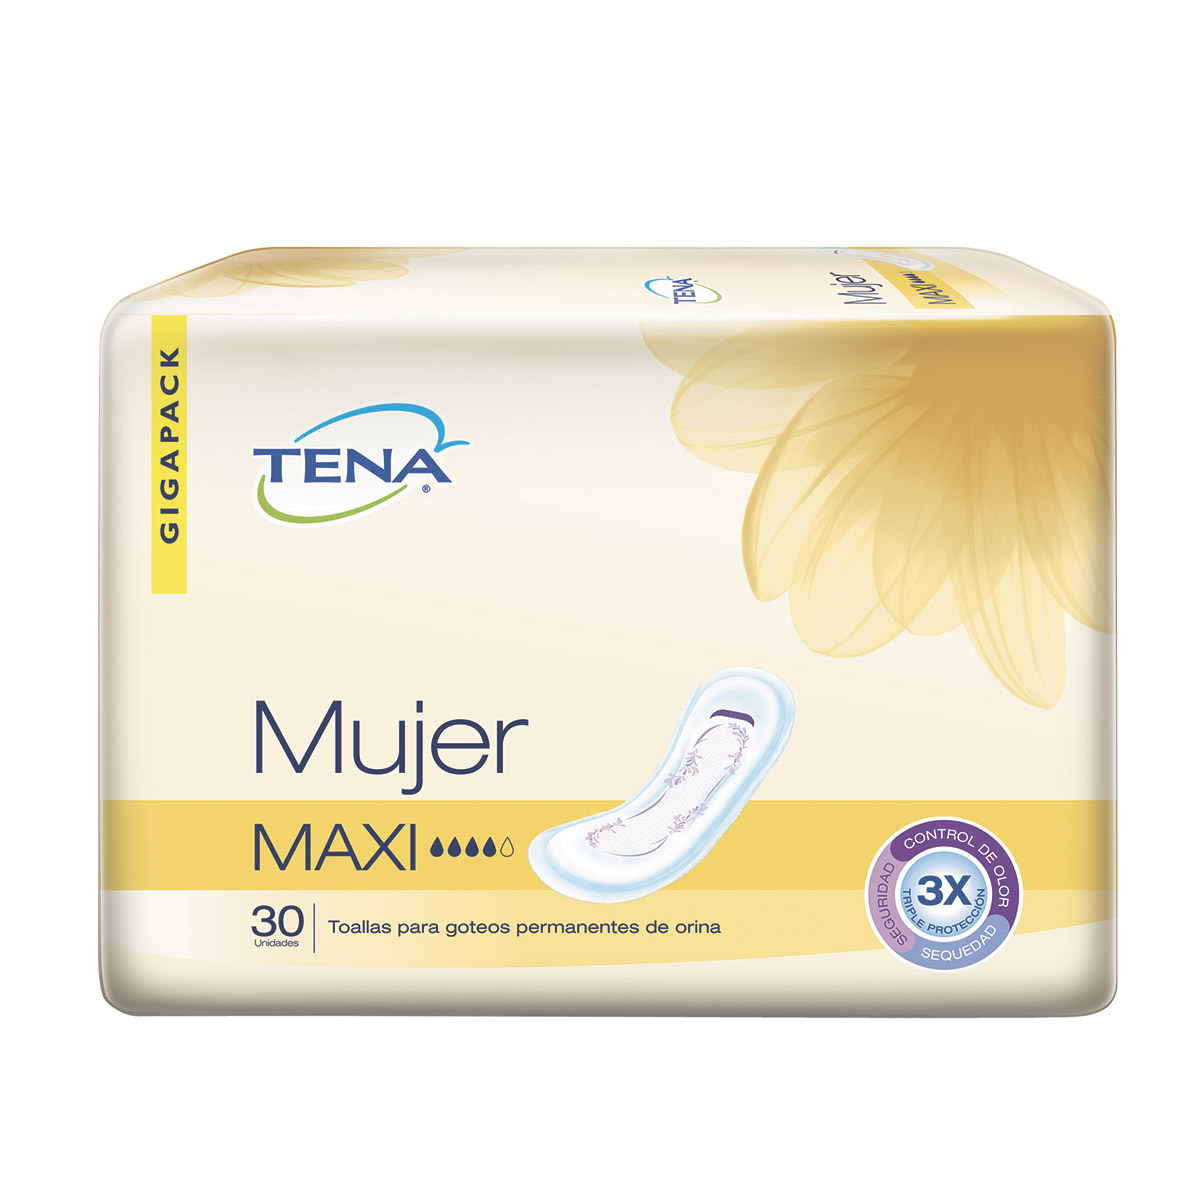 TENA
Mujer
MAXI
GIGAPACK
TENA®
Mujer
MAXI
30
Unidades
Toallas para goteos permanentes de orina
CONTROL DE OLOR
SEGURIDAD
3X
TRIPLE PROTECCIÓN
SEQUEDAD